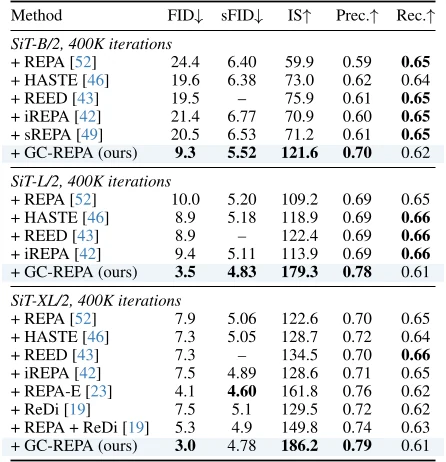 Method FID↓ sFID↓ IS↑ Prec.↑ Rec.↑
SiT-B/2, 400K iterations
+ REPA [52] 24.4 6.40 59.9 0.59 0.65
+ HASTE [46] 19.6 6.38 73.0 0.62 0.64
+ REED [43] 19.5 – 75.9 0.61 0.65
+ iREPA [42] 21.4 6.77 70.9 0.60 0.65
+ sREPA [49] 20.5 6.53 71.2 0.61 0.65
+ GC-REPA (ours) 9.3 5.52 121.6 0.70 0.62
SiT-L/2, 400K iterations
+ REPA [52] 10.0 5.20 109.2 0.69 0.65
+ HASTE [46] 8.9 5.18 118.9 0.69 0.66
+ REED [43] 8.9 – 122.4 0.69 0.66
+ iREPA [42] 9.4 5.11 113.9 0.69 0.66
+ GC-REPA (ours) 3.5 4.83 179.3 0.78 0.61
SiT-XL/2, 400K iterations
+ REPA [52] 7.9 5.06 122.6 0.70 0.65
+ HASTE [46] 7.3 5.05 128.7 0.72 0.64
+ REED [43] 7.3 – 134.5 0.70 0.66
+ iREPA [42] 7.5 4.89 128.6 0.71 0.65
+ REPA-E [23] 4.1 4.60 161.8 0.76 0.62
+ ReDi [19] 7.5 5.1 129.5 0.72 0.62
+ REPA + ReDi [19] 5.3 4.9 149.8 0.74 0.63
+ GC-REPA (ours) 3.0 4.78 186.2 0.79 0.61